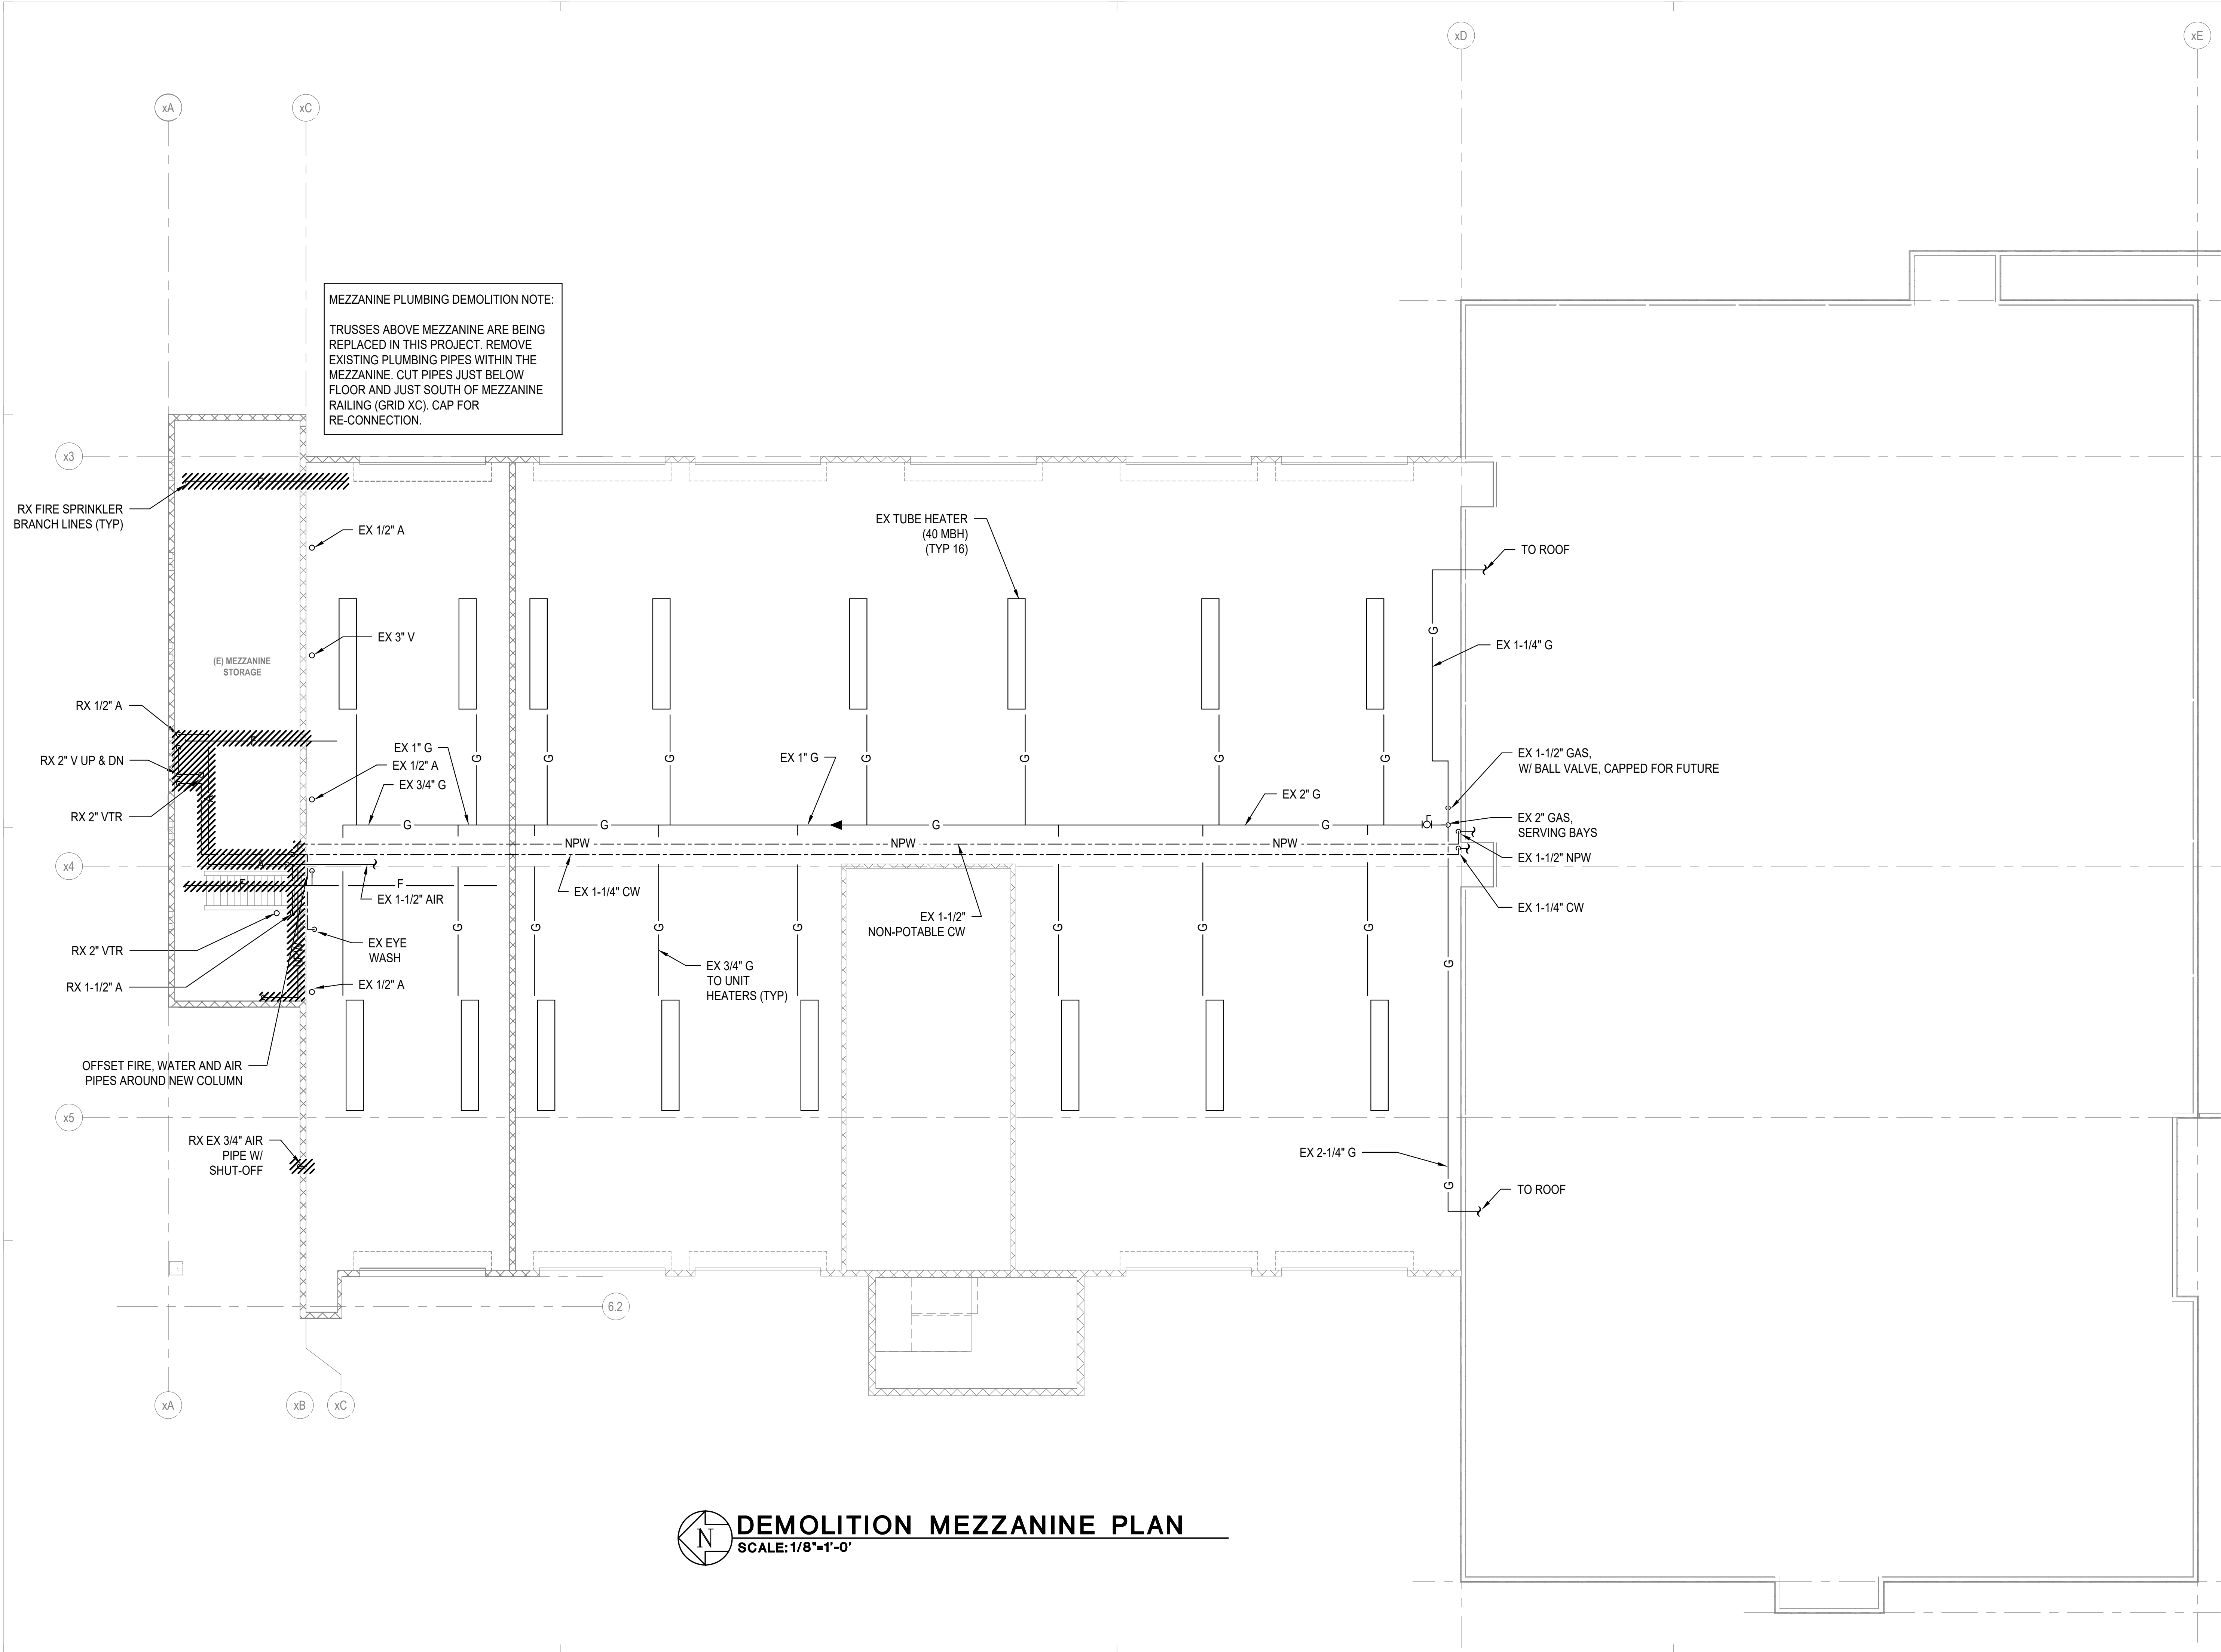 xD
xE
xA
xC
MEZZANINE PLUMBING DEMOLITION NOTE:
TRUSSES ABOVE MEZZANINE ARE BEING
REPLACED IN THIS PROJECT. REMOVE
EXISTING PLUMBING PIPES WITHIN THE
MEZZANINE. CUT PIPES JUST BELOW
FLOOR AND JUST SOUTH OF MEZZANINE
RAILING (GRID XC). CAP FOR
RE-CONNECTION.
x3
F
RX FIRE SPRINKLER
BRANCH LINES (TYP)
EX 1/2" A
EX TUBE HEATER
(40 MBH)
(TYP 16)
TO ROOF
G
EX 3" V
EX 1-1/4" G
(E) MEZZANINE
STORAGE
RX 1/2" A
F
RX 2" V UP & DN
EX 1" G
EX 1/2" A
EX 3/4" G
G
G
G
EX 1" G
G
G
G
G
EX 1-1/2" GAS,
W/ BALL VALVE, CAPPED FOR FUTURE
EX 2" G
RX 2" VTR
G
G
G
G
EX 2" GAS,
SERVING BAYS
NPW
NPW
NPW
EX 1-1/2" NPW
x4
A
F
F
EX 1-1/2" AIR
EX 1-1/4" CW
EX 1-1/2"
NON-POTABLE CW
EX 1-1/4" CW
G
G
G
G
G
G
G
G
RX 2" VTR
EX EYE
WASH
EX 3/4" G
TO UNIT
HEATERS (TYP)
RX 1-1/2" A
EX 1/2" A
OFFSET FIRE, WATER AND AIR
PIPES AROUND NEW COLUMN
x5
RX EX 3/4" AIR
PIPE W/
SHUT-OFF
EX 2-1/4" G
G
TO ROOF
6.2
xA
xB
xC
N
DEMOLITION MEZZANINE PLAN
SCALE:1/8"=1'-0'